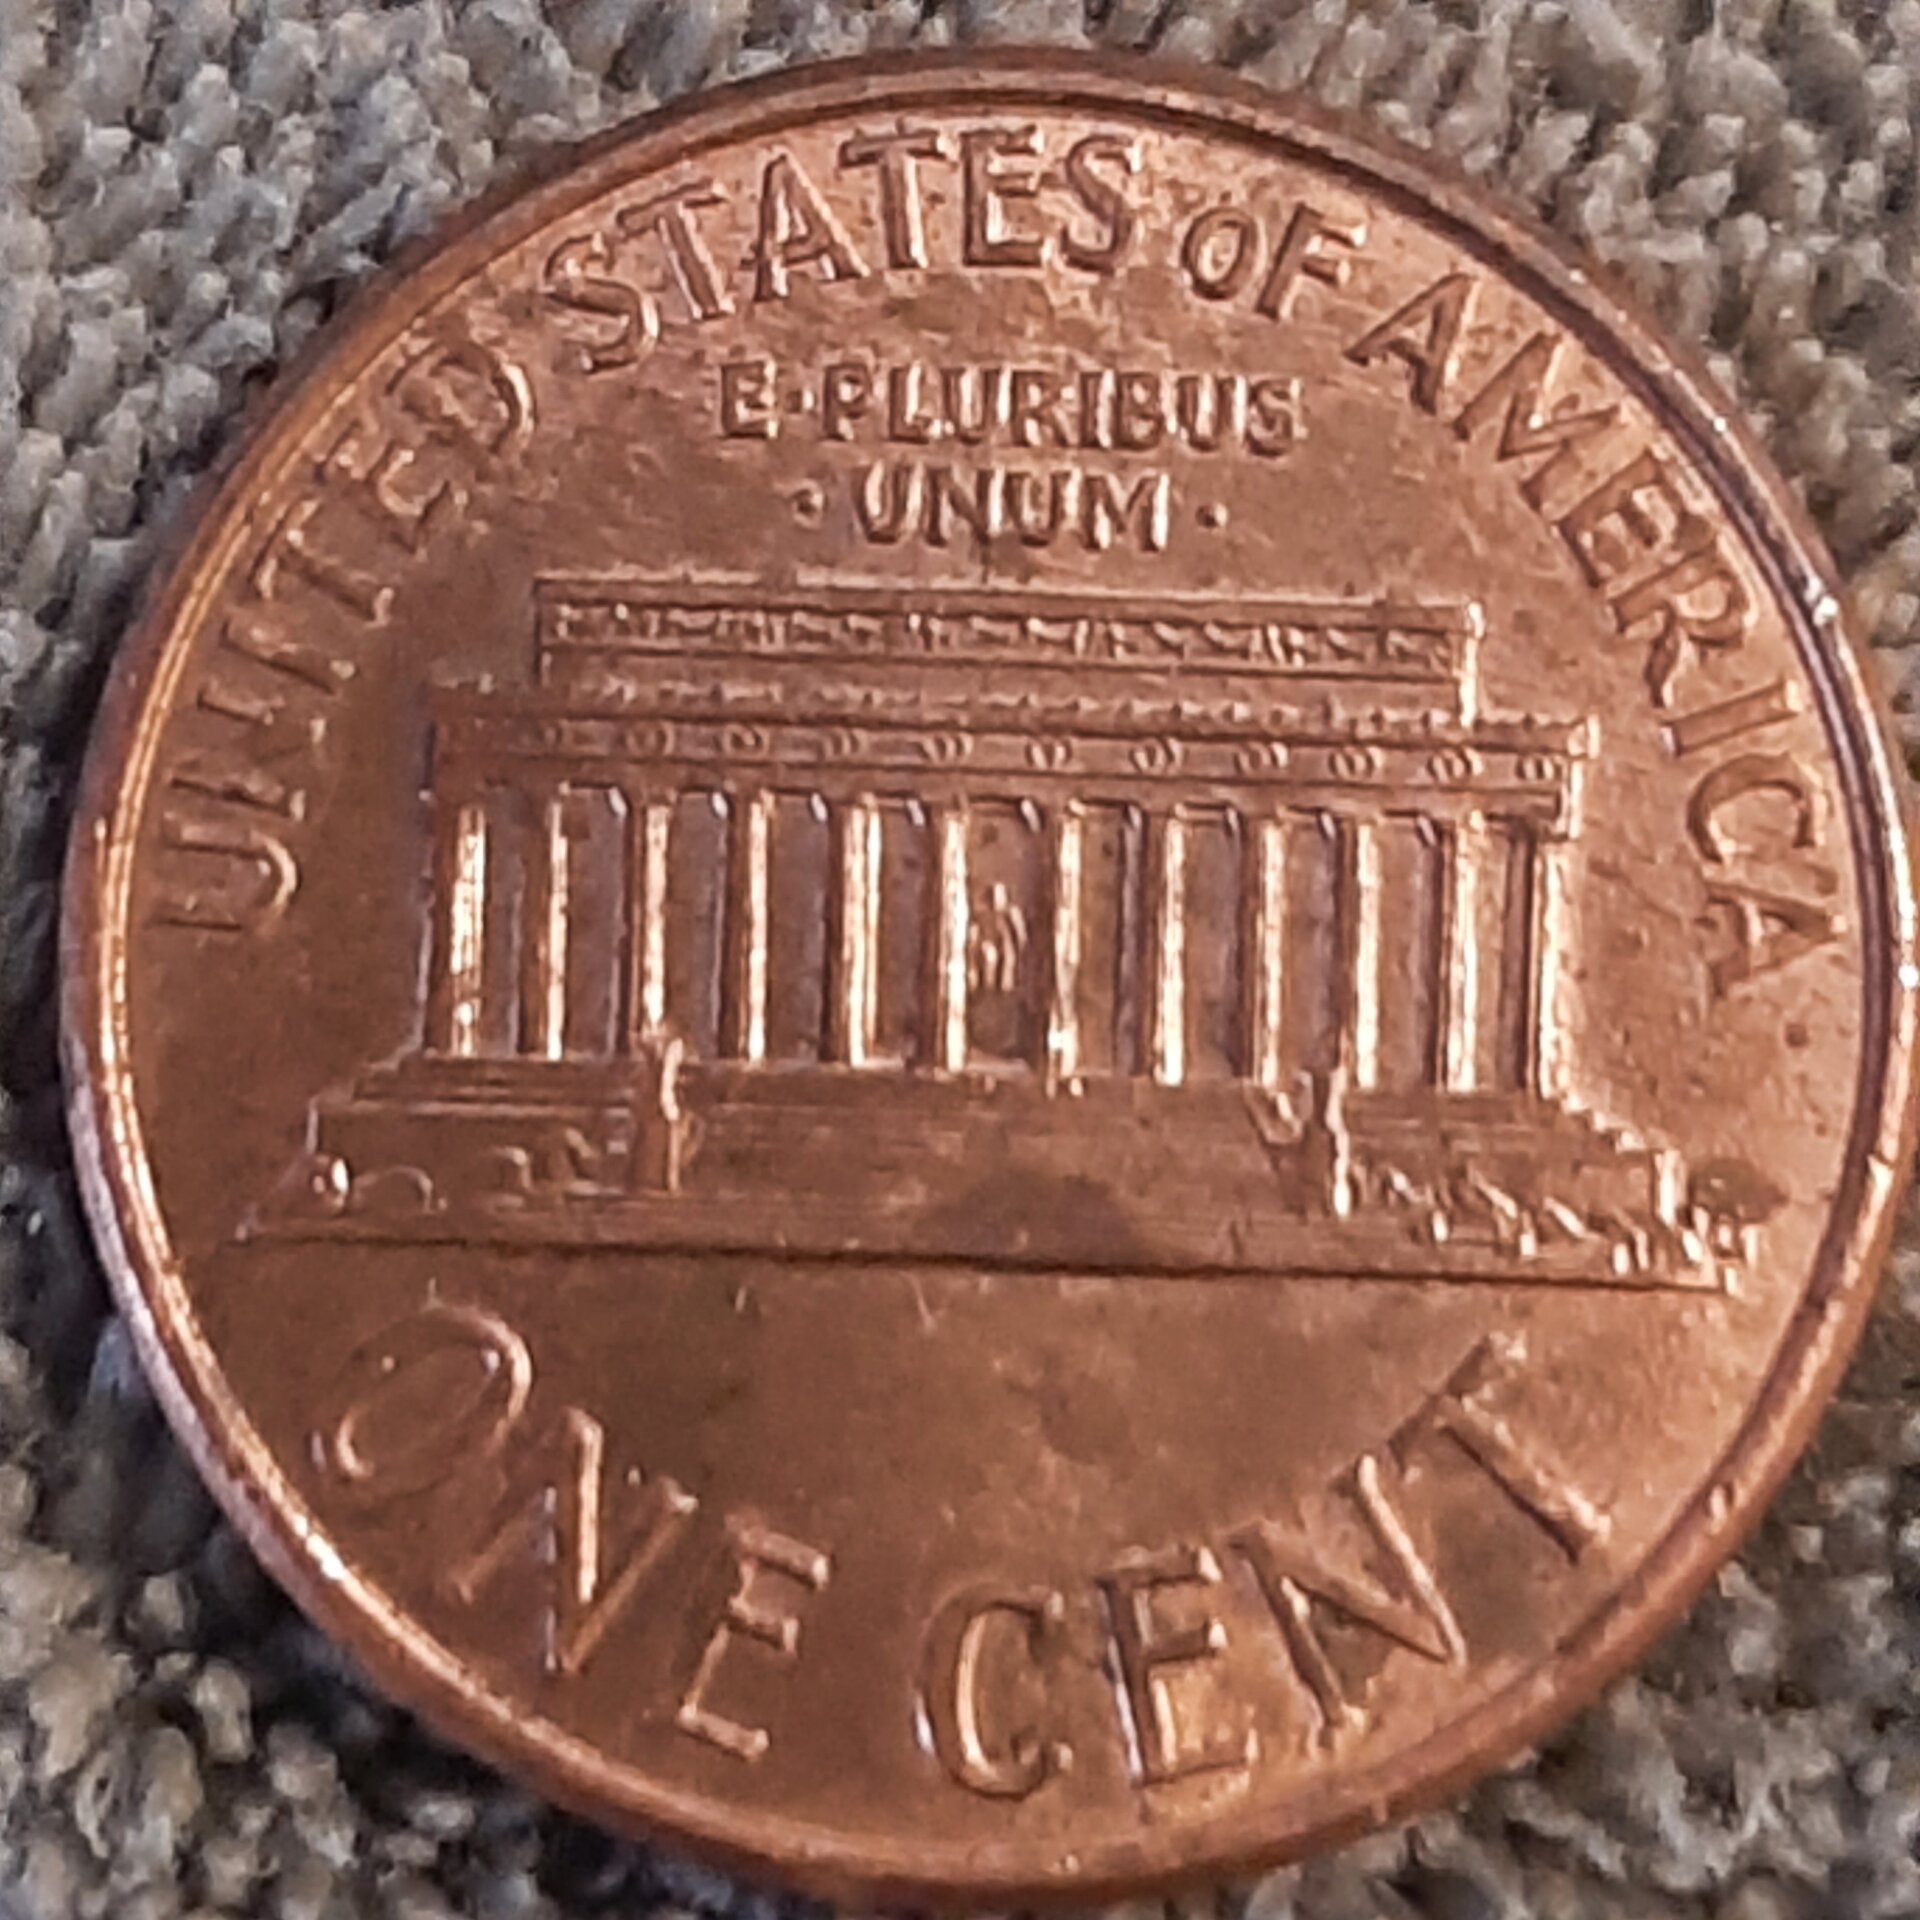 UNITED STATES OF AMERICA
E·PLURIBUS
· UNUM ·
ONE CENT